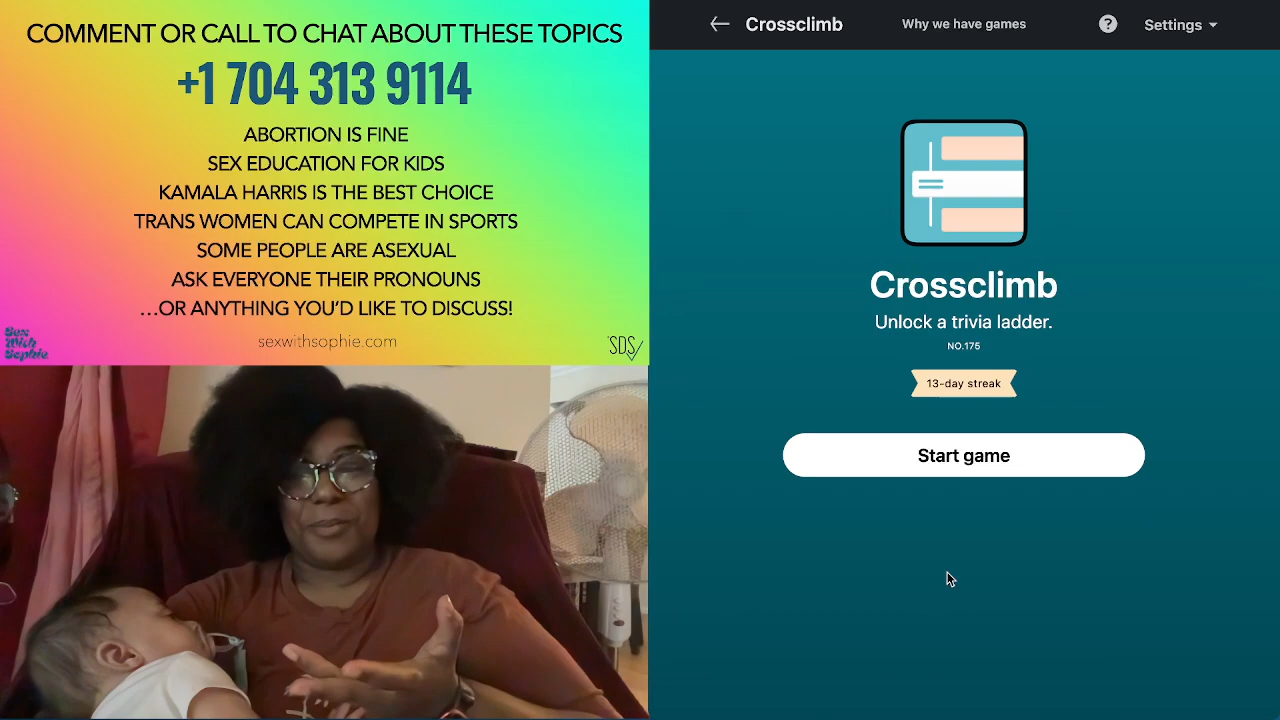 COMMENT OR CALL TO CHAT ABOUT THESE TOPICS
+1 704 313 9114
ABORTION IS FINE
SEX EDUCATION FOR KIDS
KAMALA HARRIS IS THE BEST CHOICE
TRANS WOMEN CAN COMPETE IN SPORTS
SOME PEOPLE ARE ASEXUAL
ASK EVERYONE THEIR PRONOUNS
...OR ANYTHING YOU'D LIKE TO DISCUSS!
sexwithsophie.com
Sex
With
Sophie
SDS
Crossclimb
Why we have games
?
Settings
Crossclimb
Unlock a trivia ladder.
NO.175
13-day streak
Start game